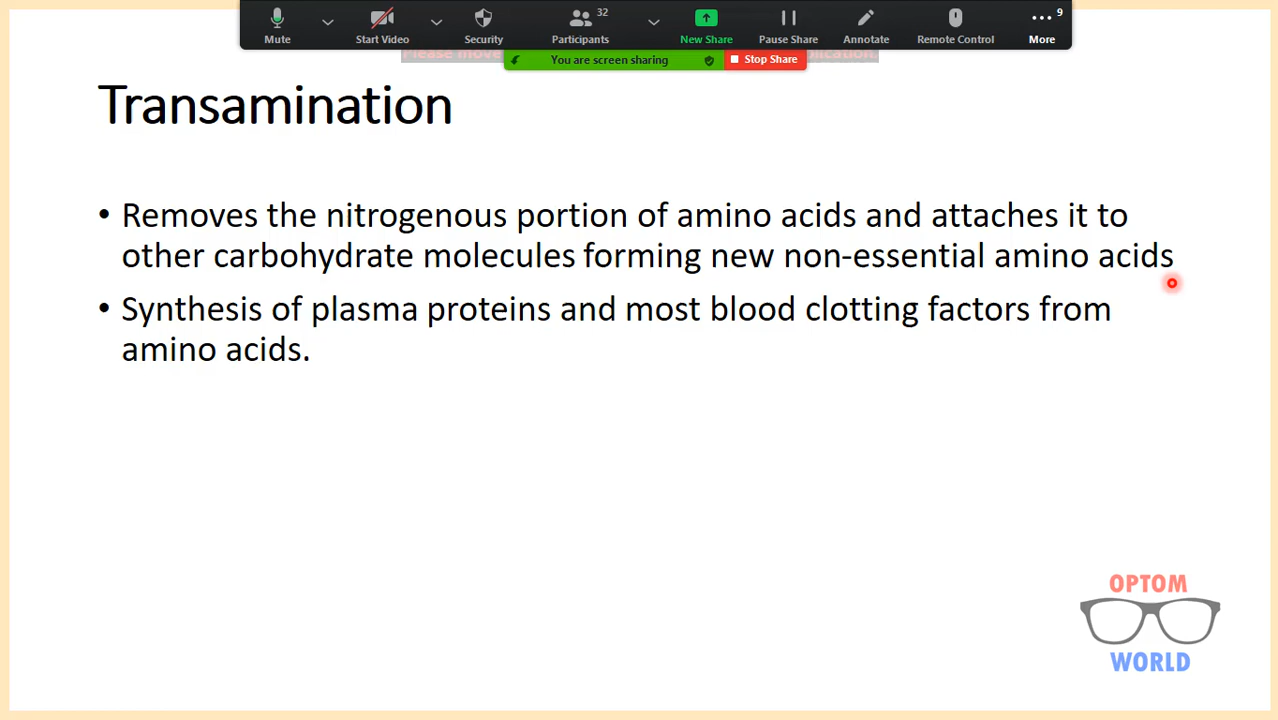 32
9
Mute
Start Video
Security
Participants
New Share
Pause Share
Annotate
Remote Control
More
Please move
You are screen sharing
Stop Share
Transamination
• Removes the nitrogenous portion of amino acids and attaches it to
other carbohydrate molecules forming new non-essential amino acids
• Synthesis of plasma proteins and most blood clotting factors from
amino acids.
OPTOM
WORLD